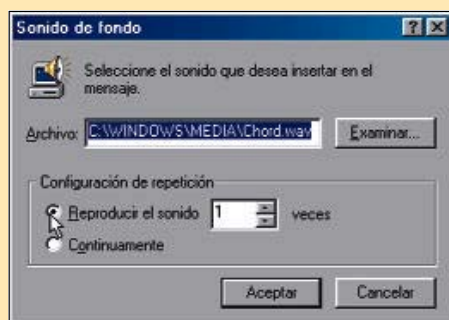 Sonido de fondo
Seleccione el sonido que desea insertar en el
mensaje.
Archivo: C:\WINDOWS\MEDIA\Chord.wav Examinar...
Configuración de repetición
Reproducir el sonido 1 veces
Continuamente
Aceptar Cancelar